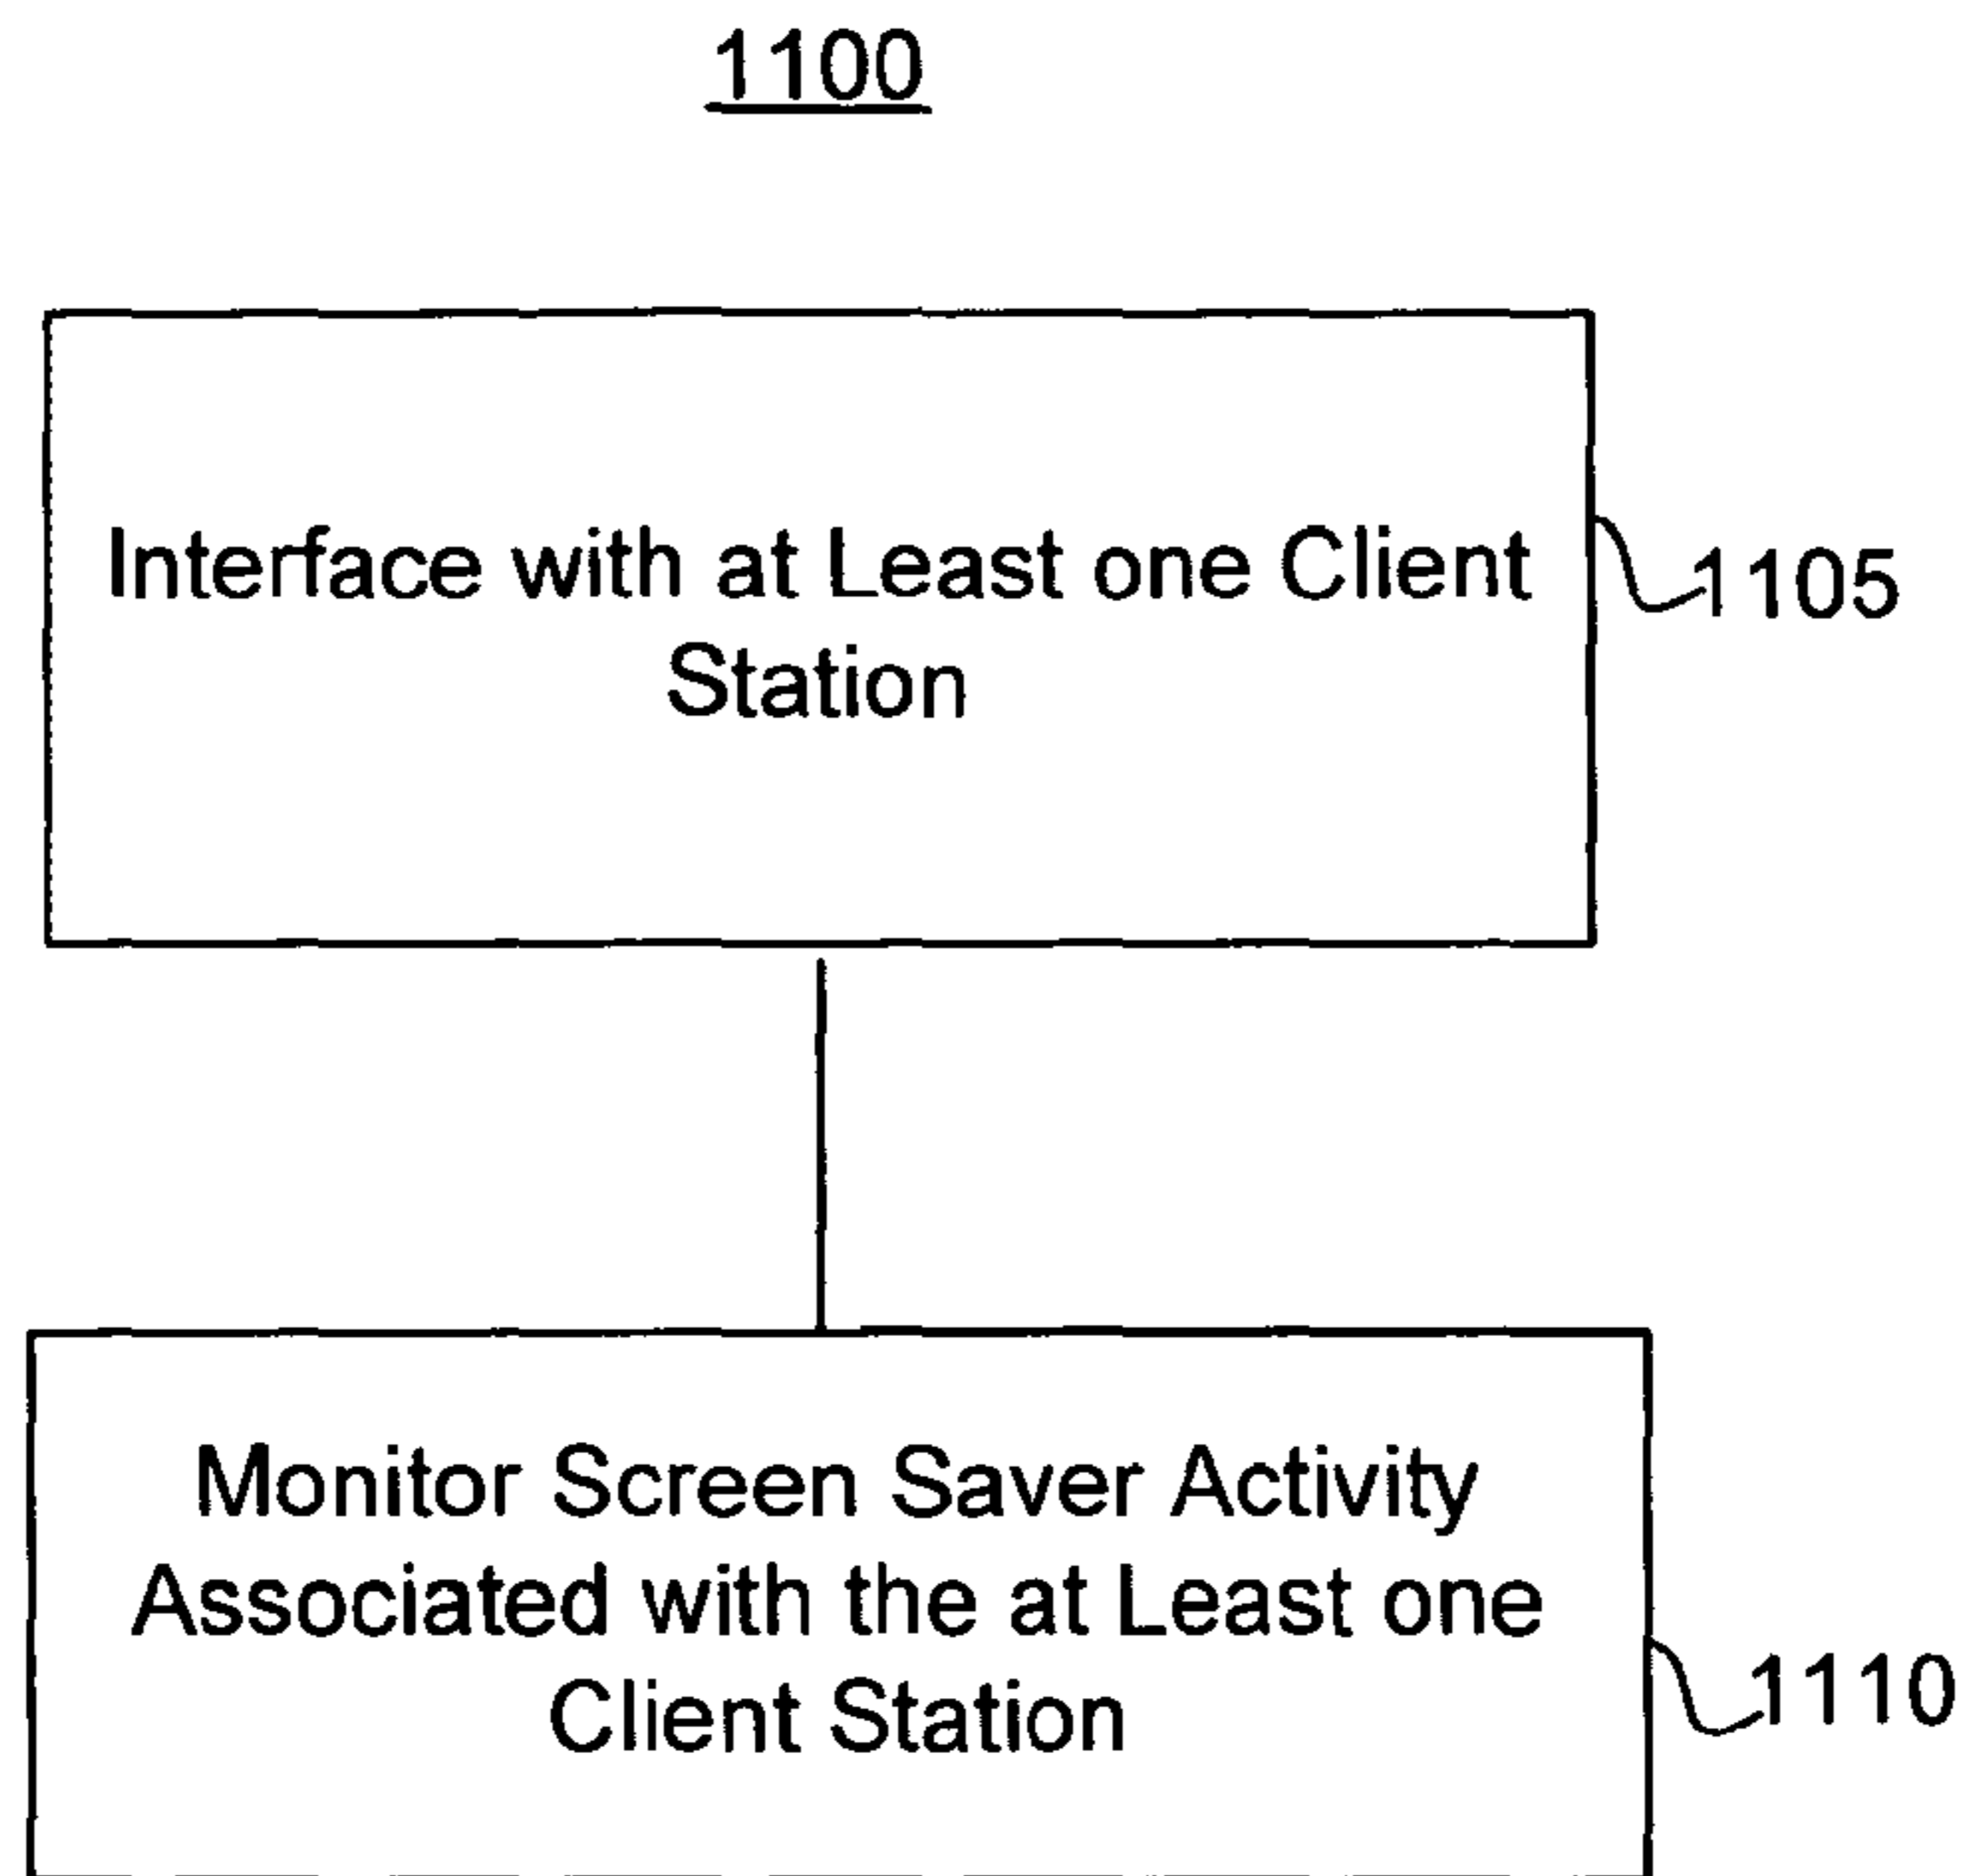 1100
Interface with at Least one Client
Station
1105
Monitor Screen Saver Activity
Associated with the at Least one
Client Station
1110